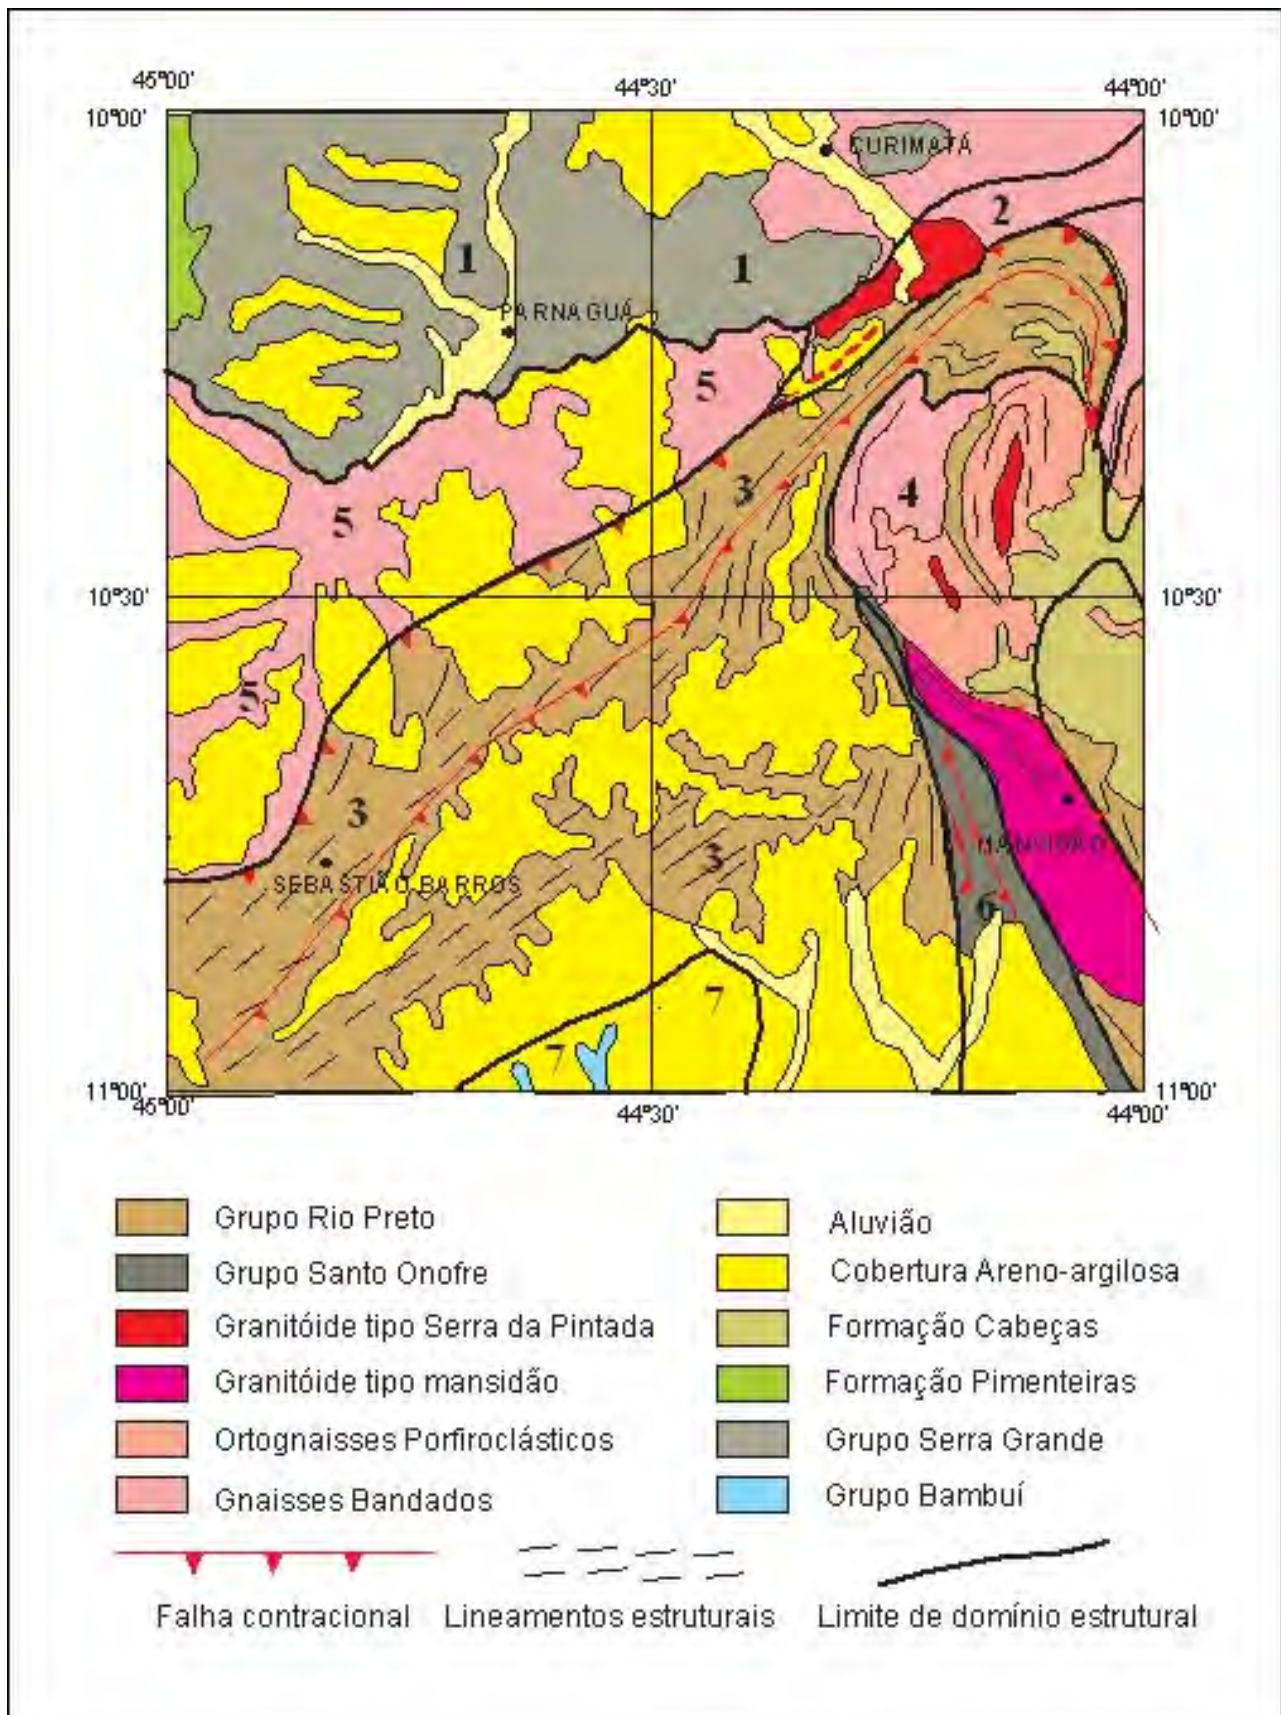 45°00'
44°30'
44°00'
10°00'
10°00'
CURIMATÁ
2
1
1
PARNAGUÁ
5
3
4
5
10°30'
10°30'
5
3
3
MANSIDÃO
SEBASTIÃO BARROS
6
7
7
11°00'
11°00'
45°00'
44°30'
44°00'
Grupo Rio Preto
Aluvião
Grupo Santo Onofre
Cobertura Areno-argilosa
Granitóide tipo Serra da Pintada
Formação Cabeças
Granitóide tipo mansidão
Formação Pimenteiras
Ortognaisses Porfiroclásticos
Grupo Serra Grande
Gnaisses Bandados
Grupo Bambuí
Falha contracional
Lineamentos estruturais
Limite de domínio estrutural